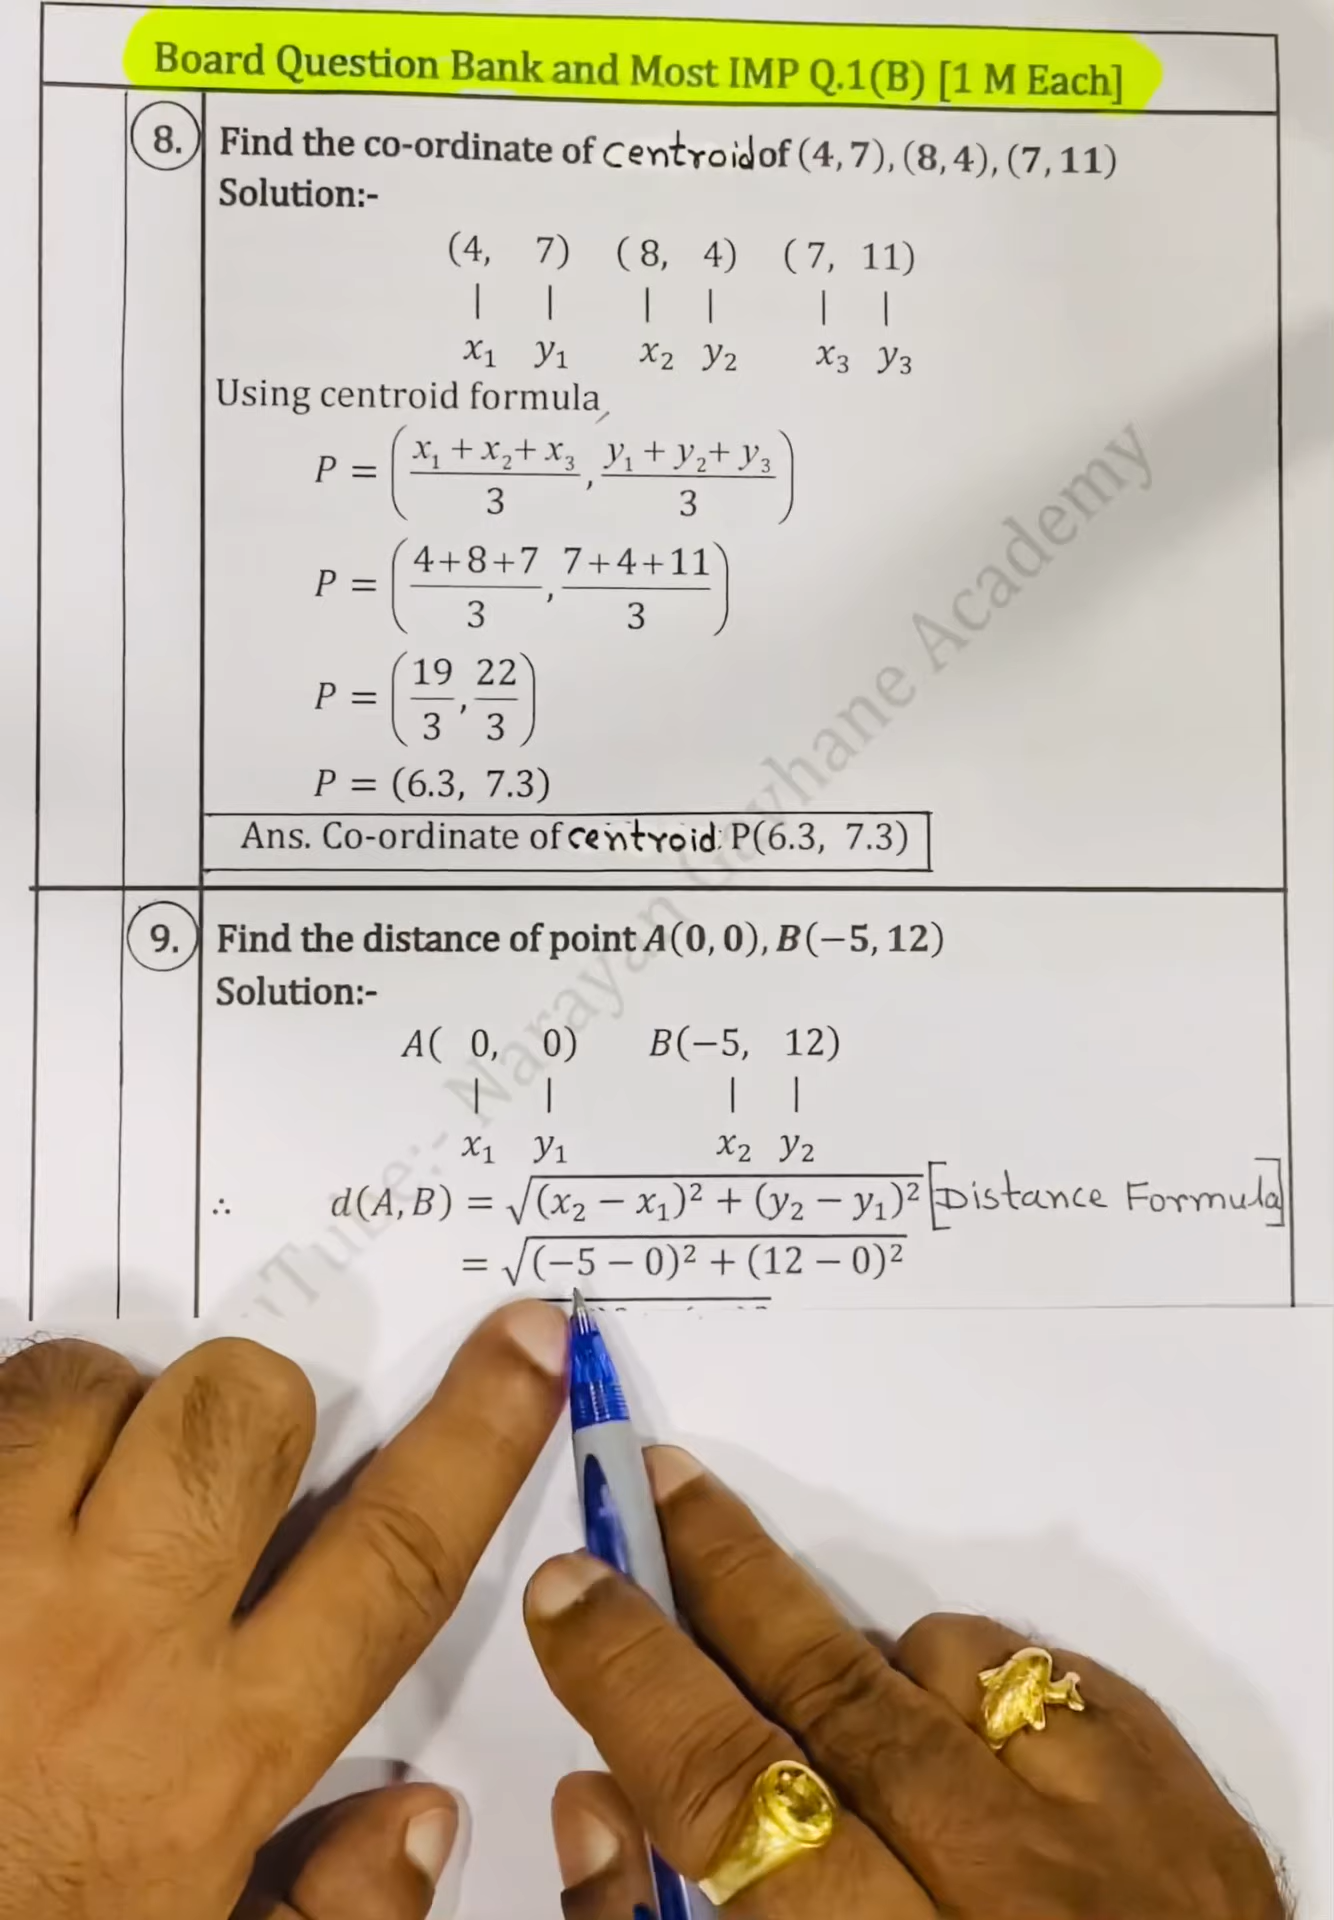 Board Question Bank and Most IMP Q.1(B) [1 M Each]
8. Find the co-ordinate of centroid of (4, 7), (8, 4), (7, 11)
Solution:-
(4, 7) (8, 4) (7, 11)
| | | | | |
x₁ y₁ x₂ y₂ x₃ y₃
Using centroid formula,
P = ( (x₁ + x₂ + x₃)/3 , (y₁ + y₂ + y₃)/3 )
P = ( (4+8+7)/3 , (7+4+11)/3 )
P = ( 19/3 , 22/3 )
P = (6.3, 7.3)
Ans. Co-ordinate of centroid: P(6.3, 7.3)
9. Find the distance of point A(0, 0), B(−5, 12)
Solution:-
A( 0, 0) B(−5, 12)
| | | |
x₁ y₁ x₂ y₂
∴ d(A, B) = √((x₂ − x₁)² + (y₂ − y₁)²) [Distance Formula]
= √((−5 − 0)² + (12 − 0)²)
uTube:- Narayan Gavhane Academy